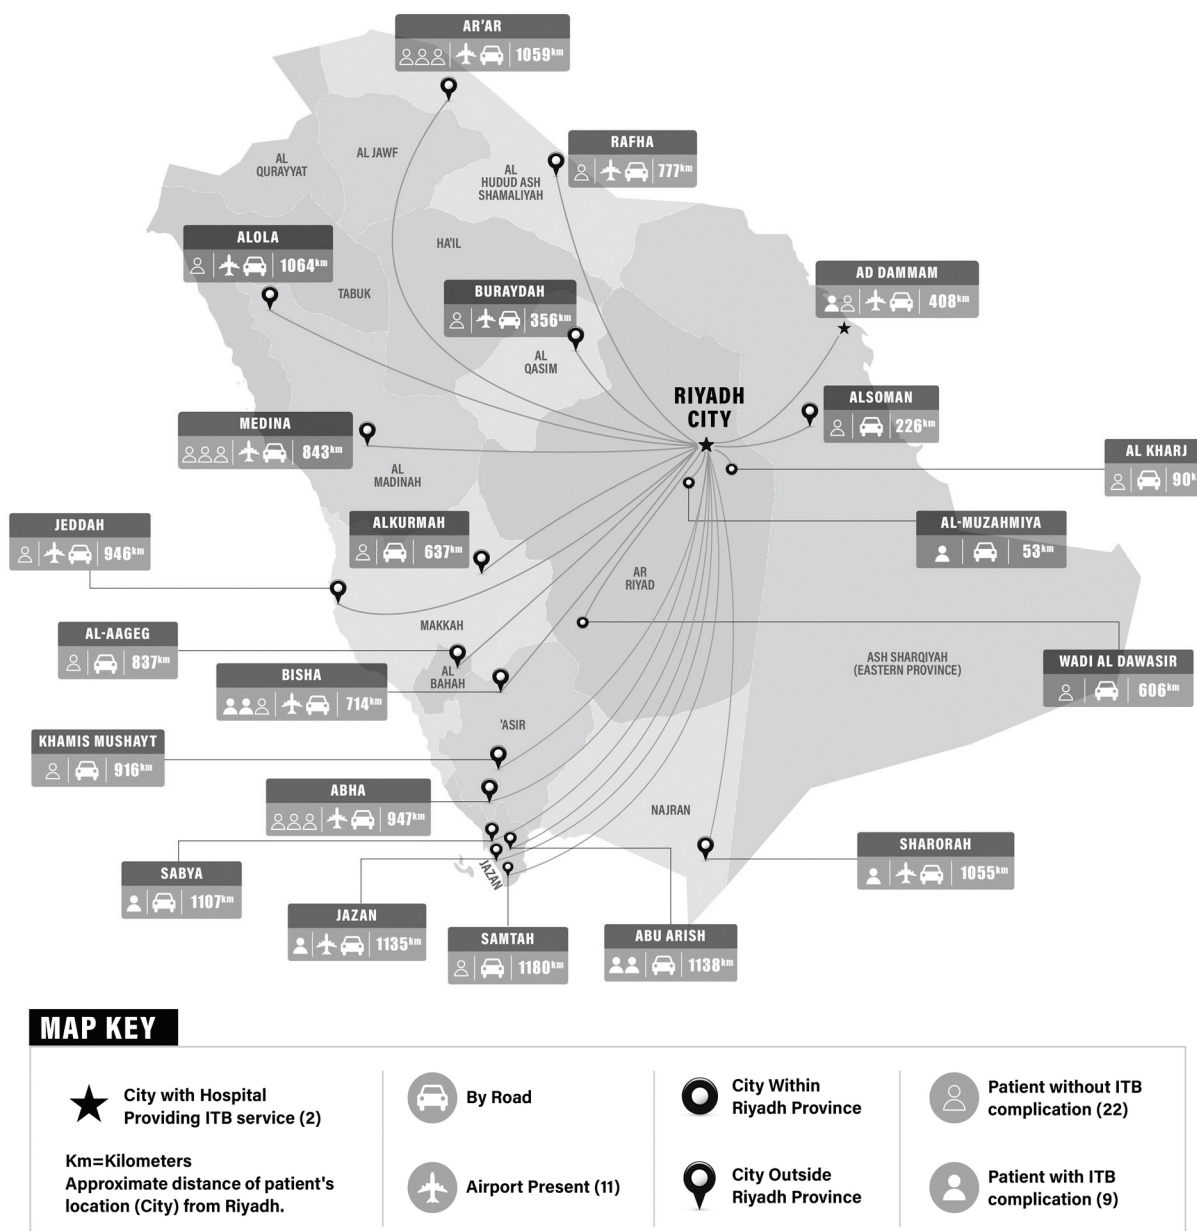 AR'AR
1059km
RAFHA
777km
AL QURAYYAT
AL JAWF
AL
HUDUD ASH
SHAMALIYAH
ALOLA
1064km
HA'IL
TABUK
BURAYDAH
356km
AL
QASIM
AD DAMMAM
408km
RIYADH
CITY
ALSOMAN
226km
MEDINA
843km
AL
MADINAH
AL KHARJ
90k
JEDDAH
946km
ALKURMAH
637km
AL-MUZAHMIYA
53km
AR
RIYAD
MAKKAH
AL-AAGEG
837km
AL
BAHAH
BISHA
714km
ASH SHARQIYAH
(EASTERN PROVINCE)
WADI AL DAWASIR
606km
'ASIR
KHAMIS MUSHAYT
916km
ABHA
947km
NAJRAN
SHARORAH
1055km
SABYA
1107km
JAZAN
JAZAN
1135km
SAMTAH
1180km
ABU ARISH
1138km
MAP KEY
City with Hospital
Providing ITB service (2)
Km=Kilometers
Approximate distance of patient's
location (City) from Riyadh.
By Road
Airport Present (11)
City Within
Riyadh Province
City Outside
Riyadh Province
Patient without ITB
complication (22)
Patient with ITB
complication (9)